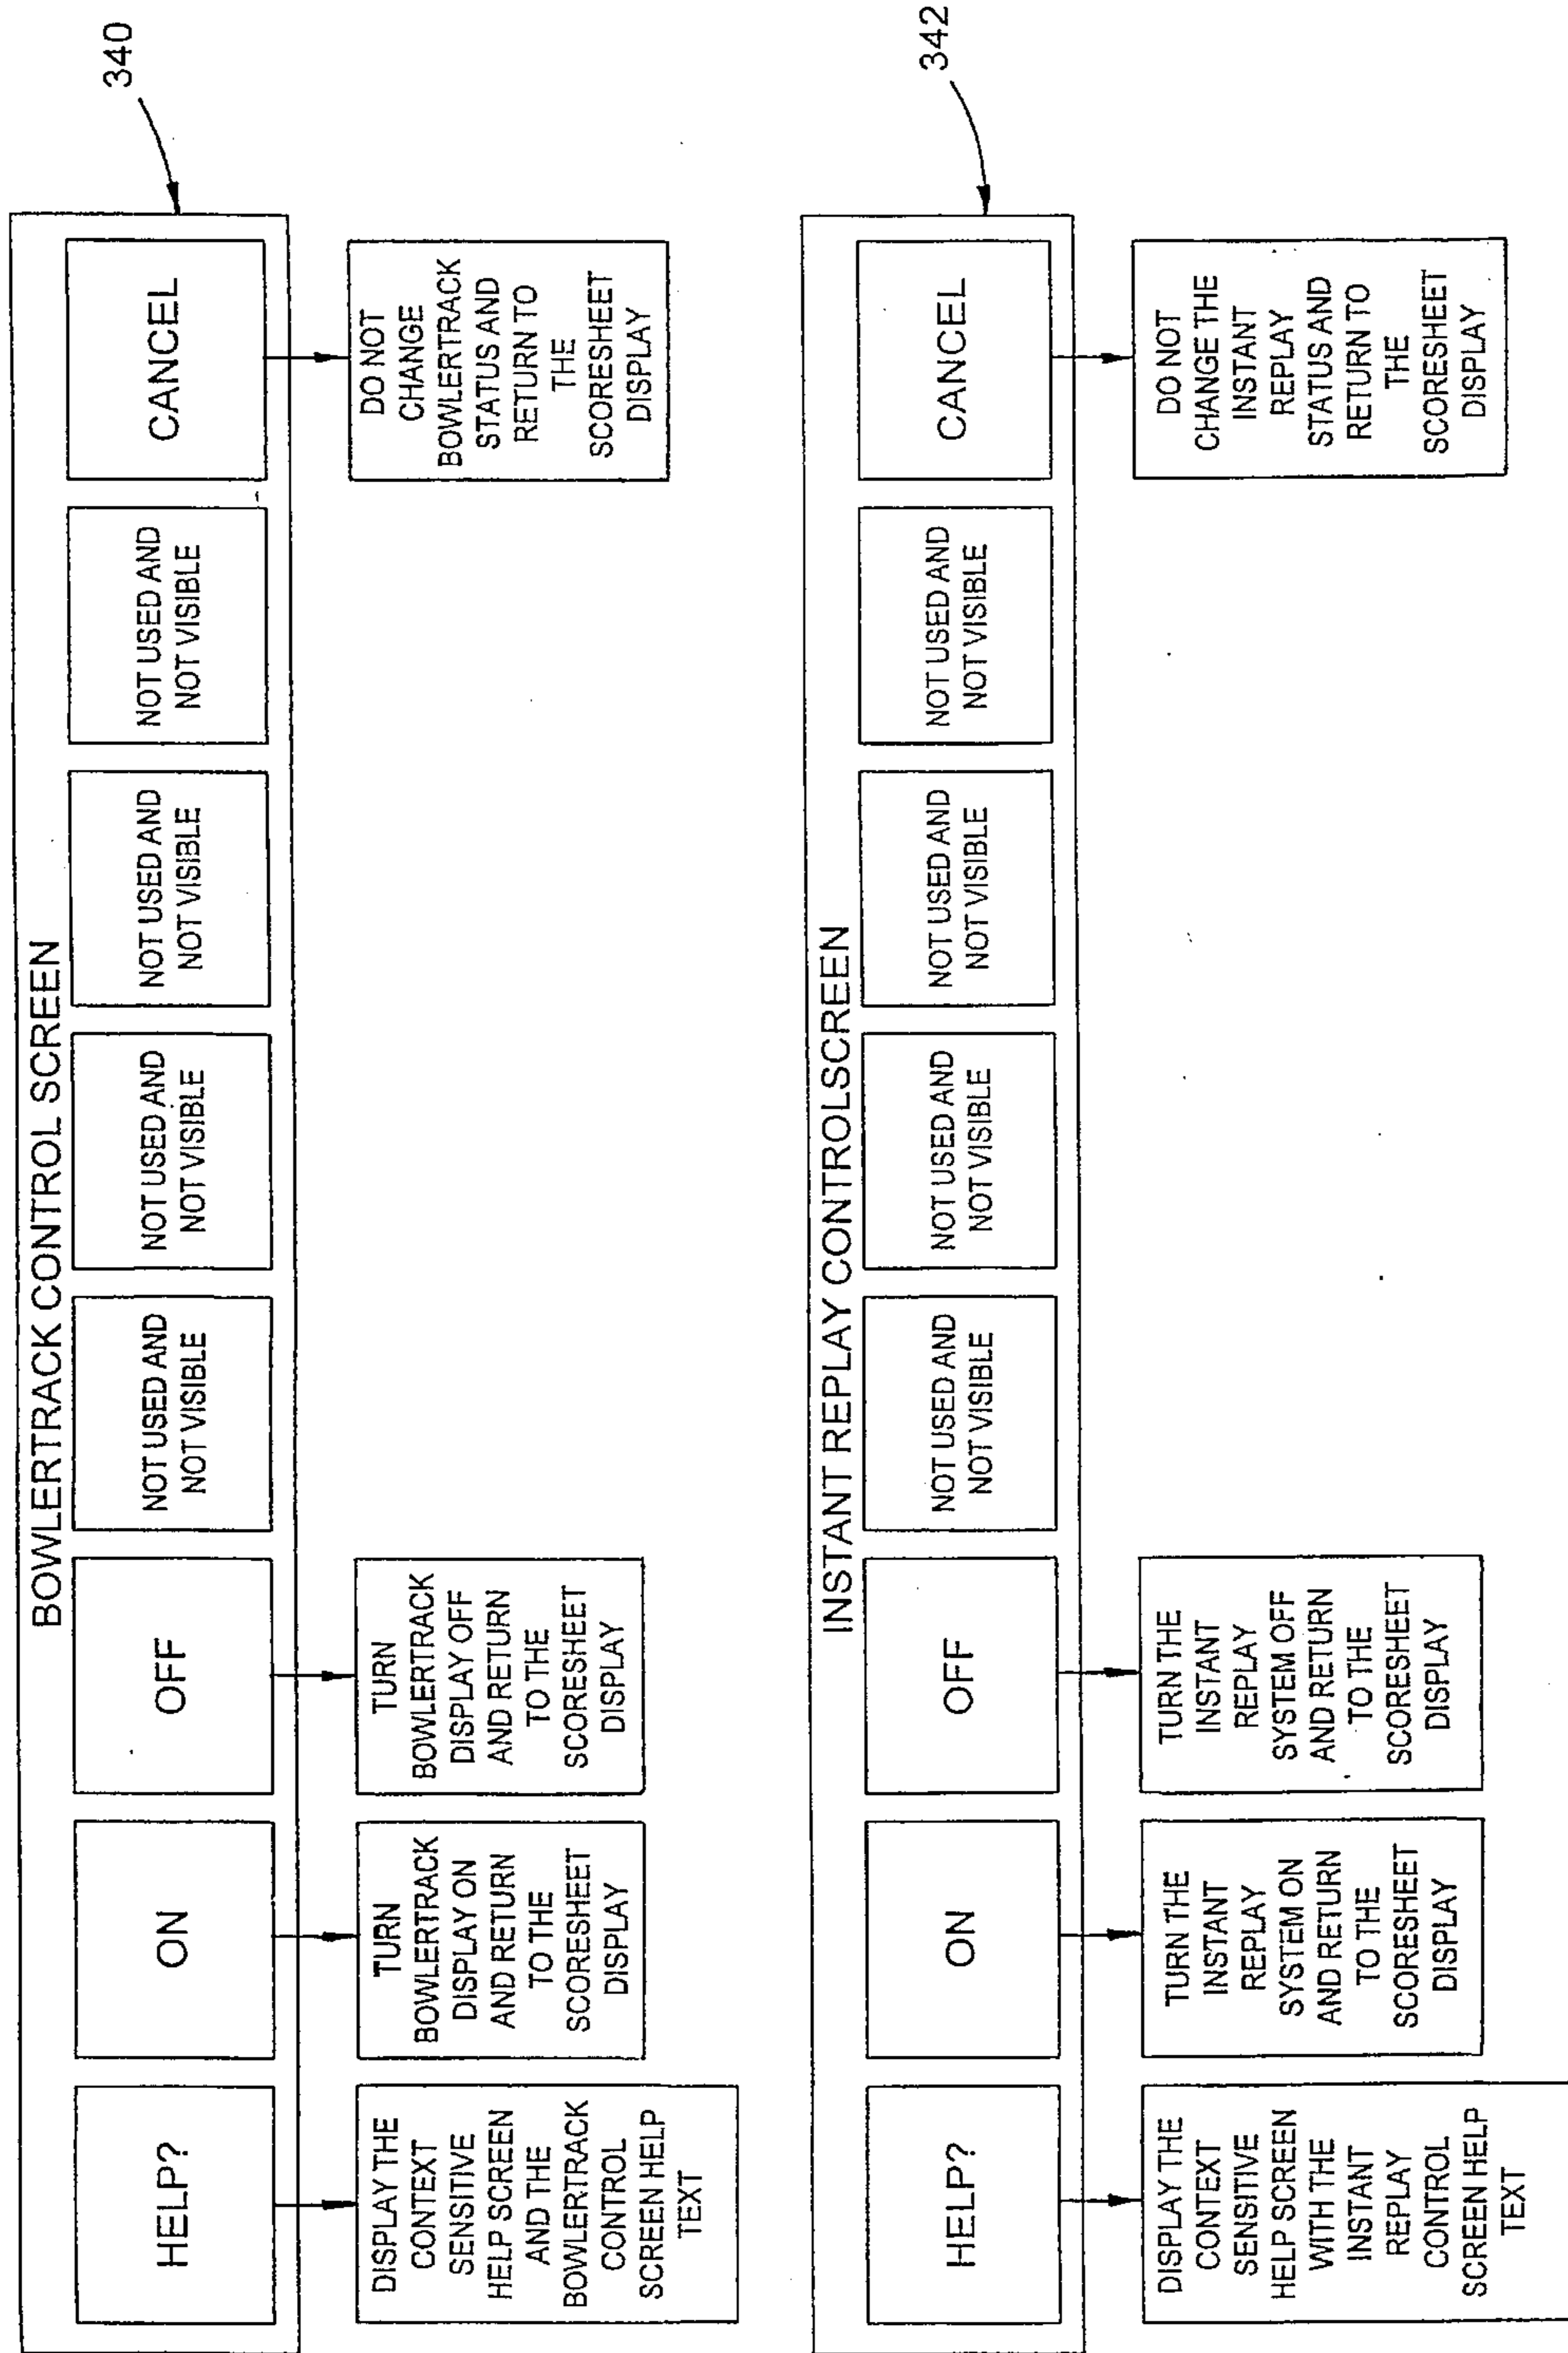 BOWLERTRACK CONTROL SCREEN
340
HELP?
ON
OFF
NOT USED AND
NOT VISIBLE
NOT USED AND
NOT VISIBLE
NOT USED AND
NOT VISIBLE
NOT USED AND
NOT VISIBLE
CANCEL
DISPLAY THE
CONTEXT
SENSITIVE
HELP SCREEN
AND THE
BOWLERTRACK
CONTROL
SCREEN HELP
TEXT
TURN
BOWLERTRACK
DISPLAY ON
AND RETURN
TO THE
SCORESHEET
DISPLAY
TURN
BOWLERTRACK
DISPLAY OFF
AND RETURN
TO THE
SCORESHEET
DISPLAY
DO NOT
CHANGE
BOWLERTRACK
STATUS AND
RETURN TO
THE
SCORESHEET
DISPLAY
INSTANT REPLAY CONTROLSCREEN
342
HELP?
ON
OFF
NOT USED AND
NOT VISIBLE
NOT USED AND
NOT VISIBLE
NOT USED AND
NOT VISIBLE
NOT USED AND
NOT VISIBLE
CANCEL
DISPLAY THE
CONTEXT
SENSITIVE
HELP SCREEN
WITH THE
INSTANT
REPLAY
CONTROL
SCREEN HELP
TEXT
TURN THE
INSTANT
REPLAY
SYSTEM ON
AND RETURN
TO THE
SCORESHEET
DISPLAY
TURN THE
INSTANT
REPLAY
SYSTEM OFF
AND RETURN
TO THE
SCORESHEET
DISPLAY
DO NOT
CHANGE THE
INSTANT
REPLAY
STATUS AND
RETURN TO
THE
SCORESHEET
DISPLAY